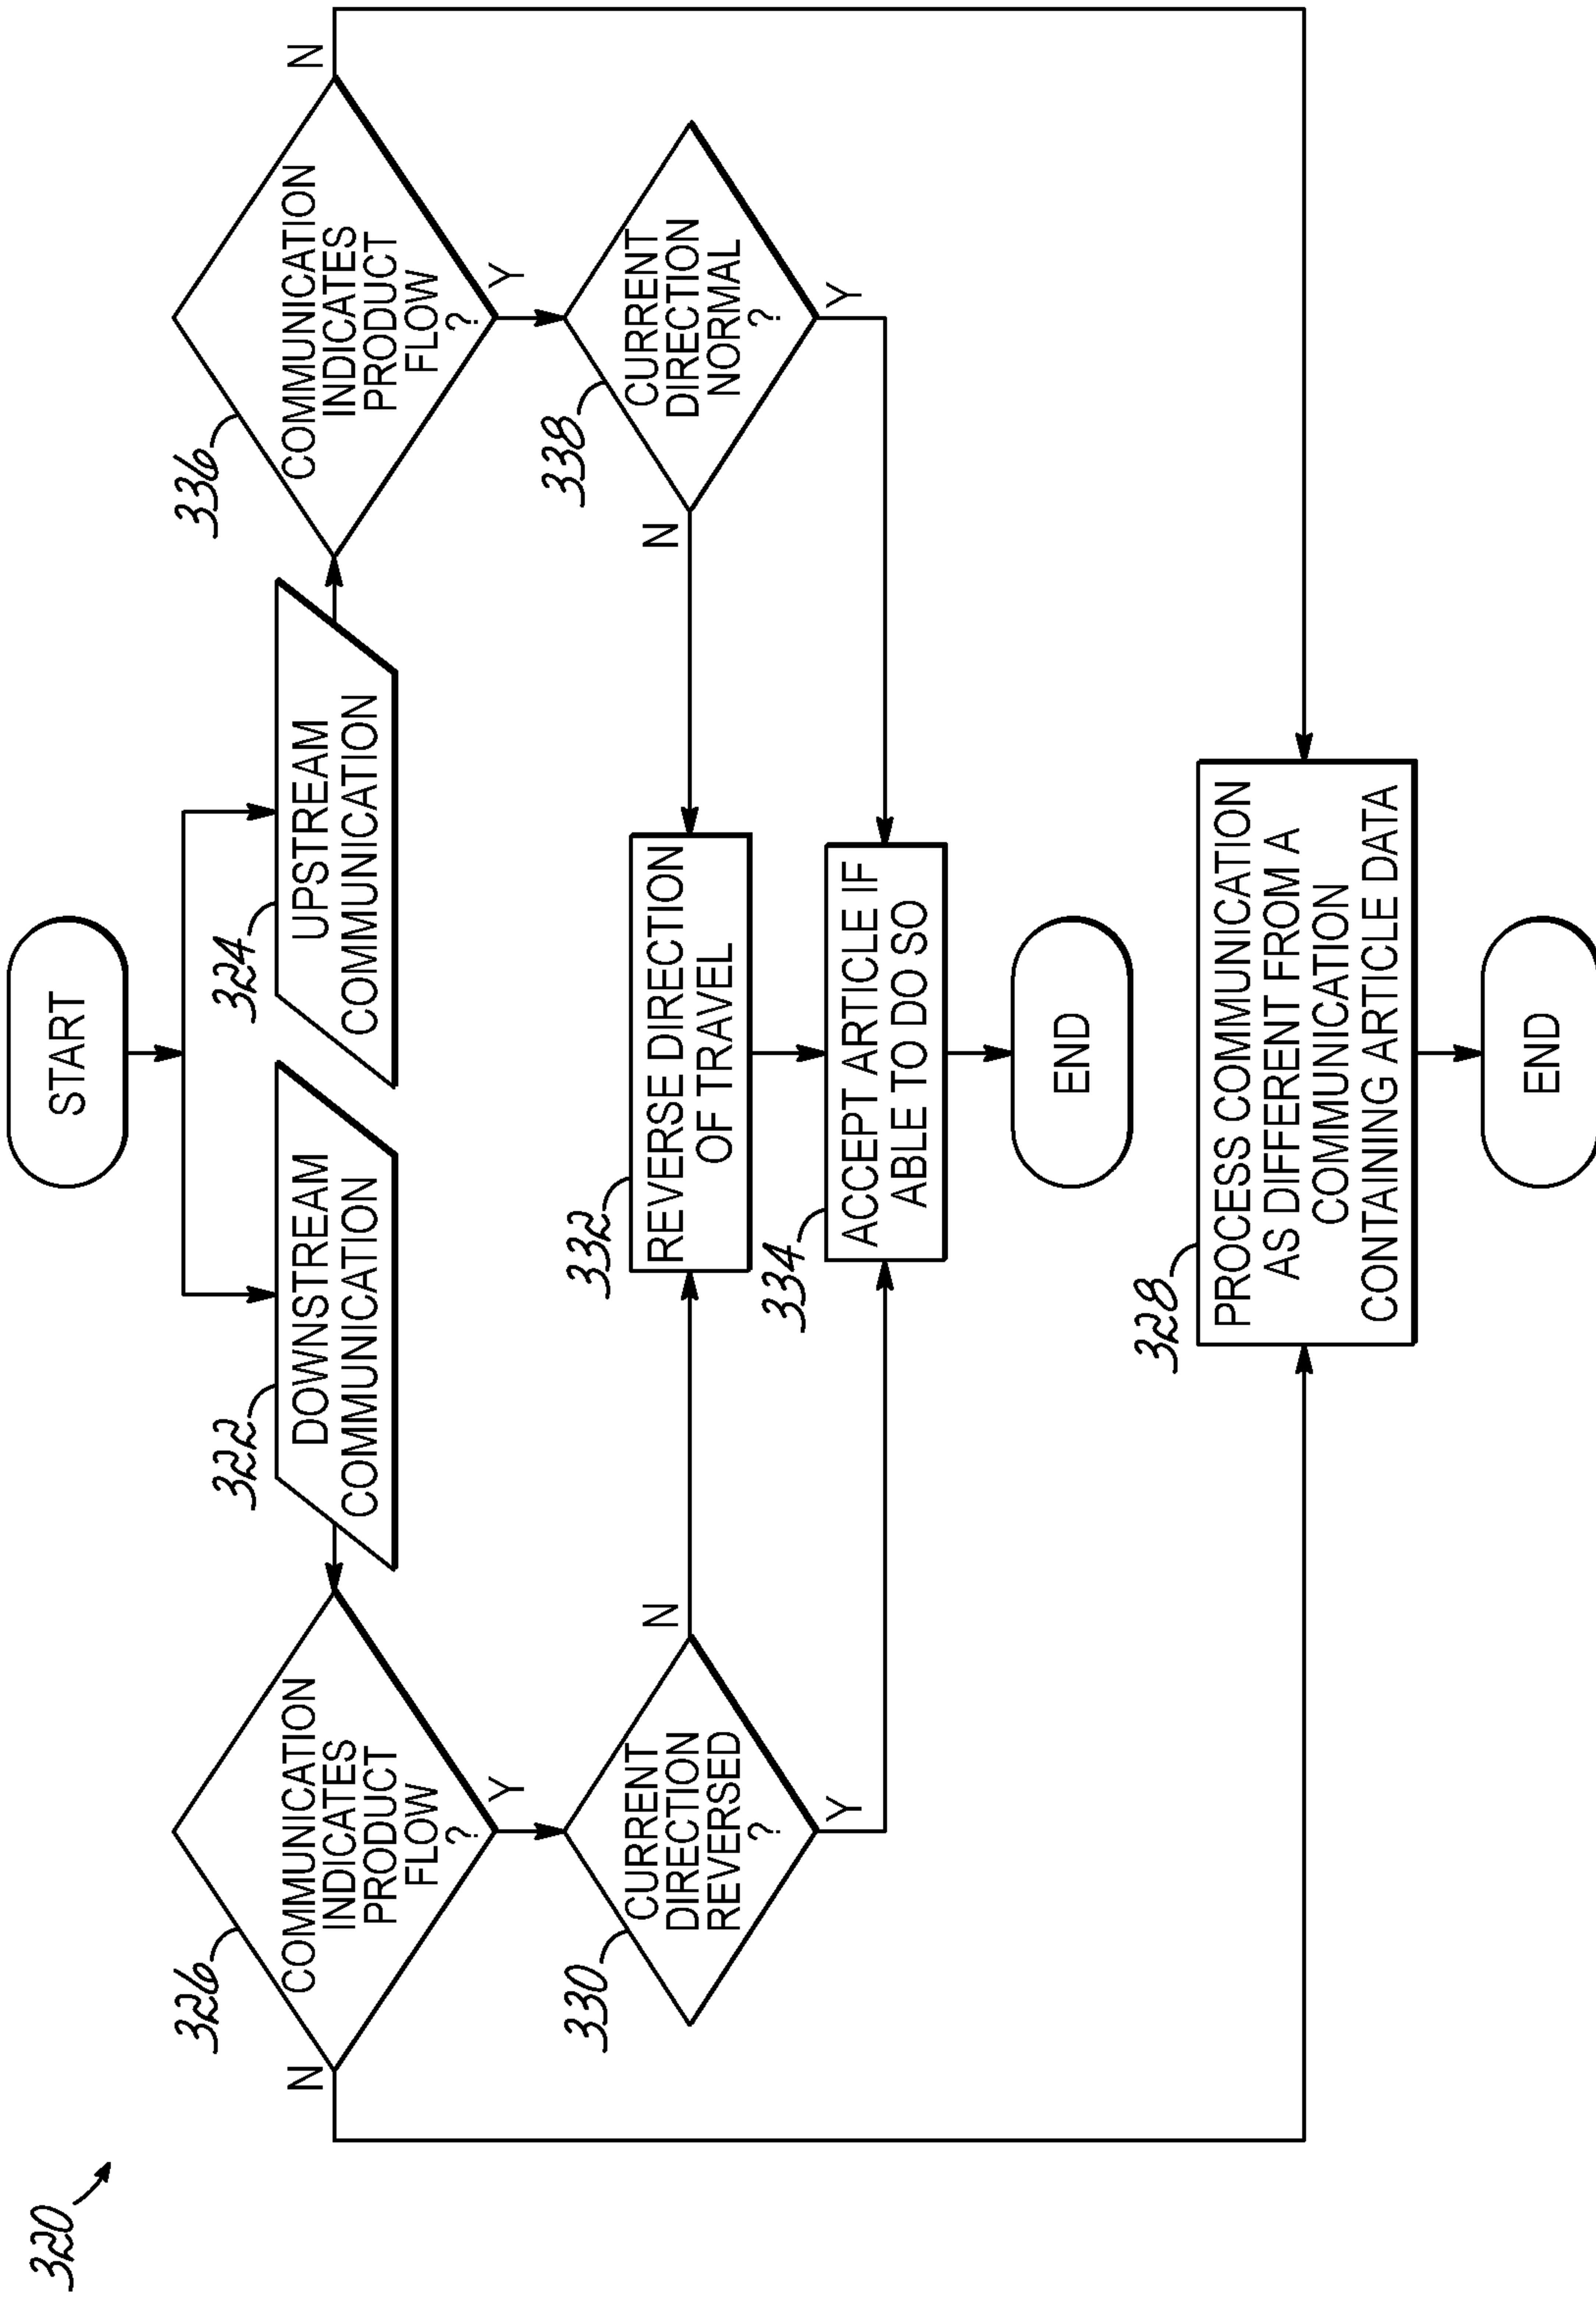 320
START
322
DOWNSTREAM
COMMUNICATION
324
UPSTREAM
COMMUNICATION
326
COMMUNICATION
INDICATES
PRODUCT
FLOW
?
N
Y
336
COMMUNICATION
INDICATES
PRODUCT
FLOW
?
N
Y
330
CURRENT
DIRECTION
REVERSED
?
N
Y
332
REVERSE DIRECTION
OF TRAVEL
338
CURRENT
DIRECTION
NORMAL
?
N
Y
334
ACCEPT ARTICLE IF
ABLE TO DO SO
END
328
PROCESS COMMUNICATION
AS DIFFERENT FROM A
COMMUNICATION
CONTAINING ARTICLE DATA
END